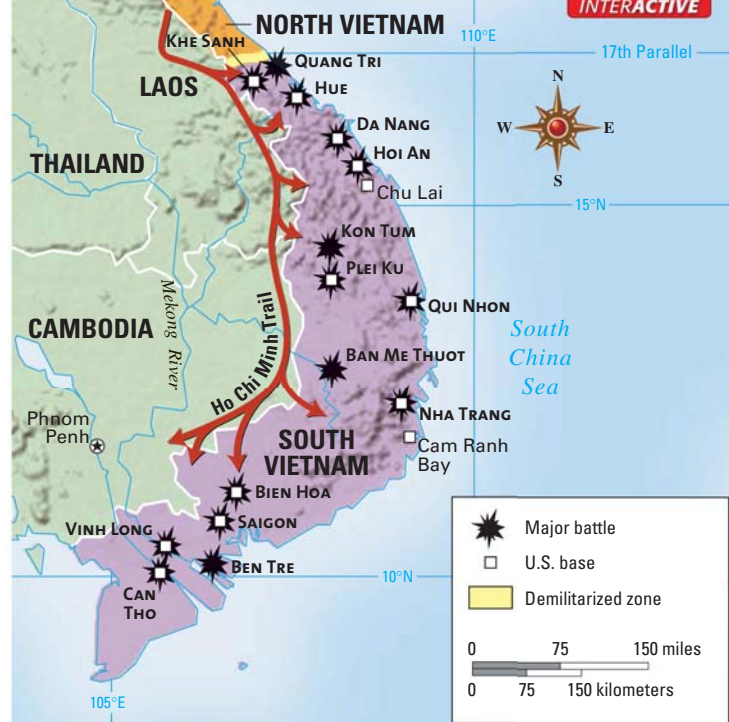 INTERACTIVE
NORTH VIETNAM
KHE SANH
110°E
17th Parallel
QUANG TRI
LAOS
HUE
N
W
E
S
DA NANG
THAILAND
HOI AN
Chu Lai
15°N
KON TUM
PLEI KU
Mekong River
QUI NHON
CAMBODIA
Ho Chi Minh Trail
South
China
Sea
BAN ME THUOT
Phnom
Penh
NHA TRANG
SOUTH
VIETNAM
Cam Ranh
Bay
BIEN HOA
VINH LONG
SAIGON
BEN TRE
10°N
CAN
THO
105°E
Major battle
U.S. base
Demilitarized zone
0 75 150 miles
0 75 150 kilometers